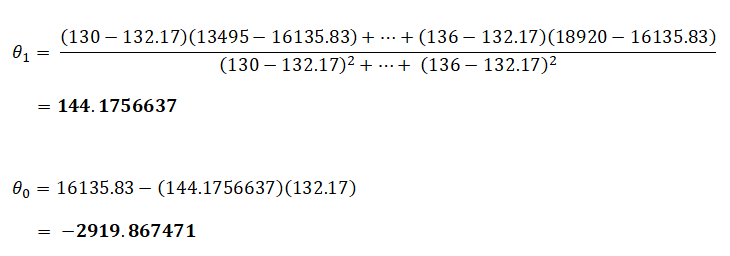 θ₁ = (130 − 132.17)(13495 − 16135.83) + ⋯ + (136 − 132.17)(18920 − 16135.83)
(130 − 132.17)² + ⋯ + (136 − 132.17)²
= 144.1756637
θ₀ = 16135.83 − (144.1756637)(132.17)
= −2919.867471